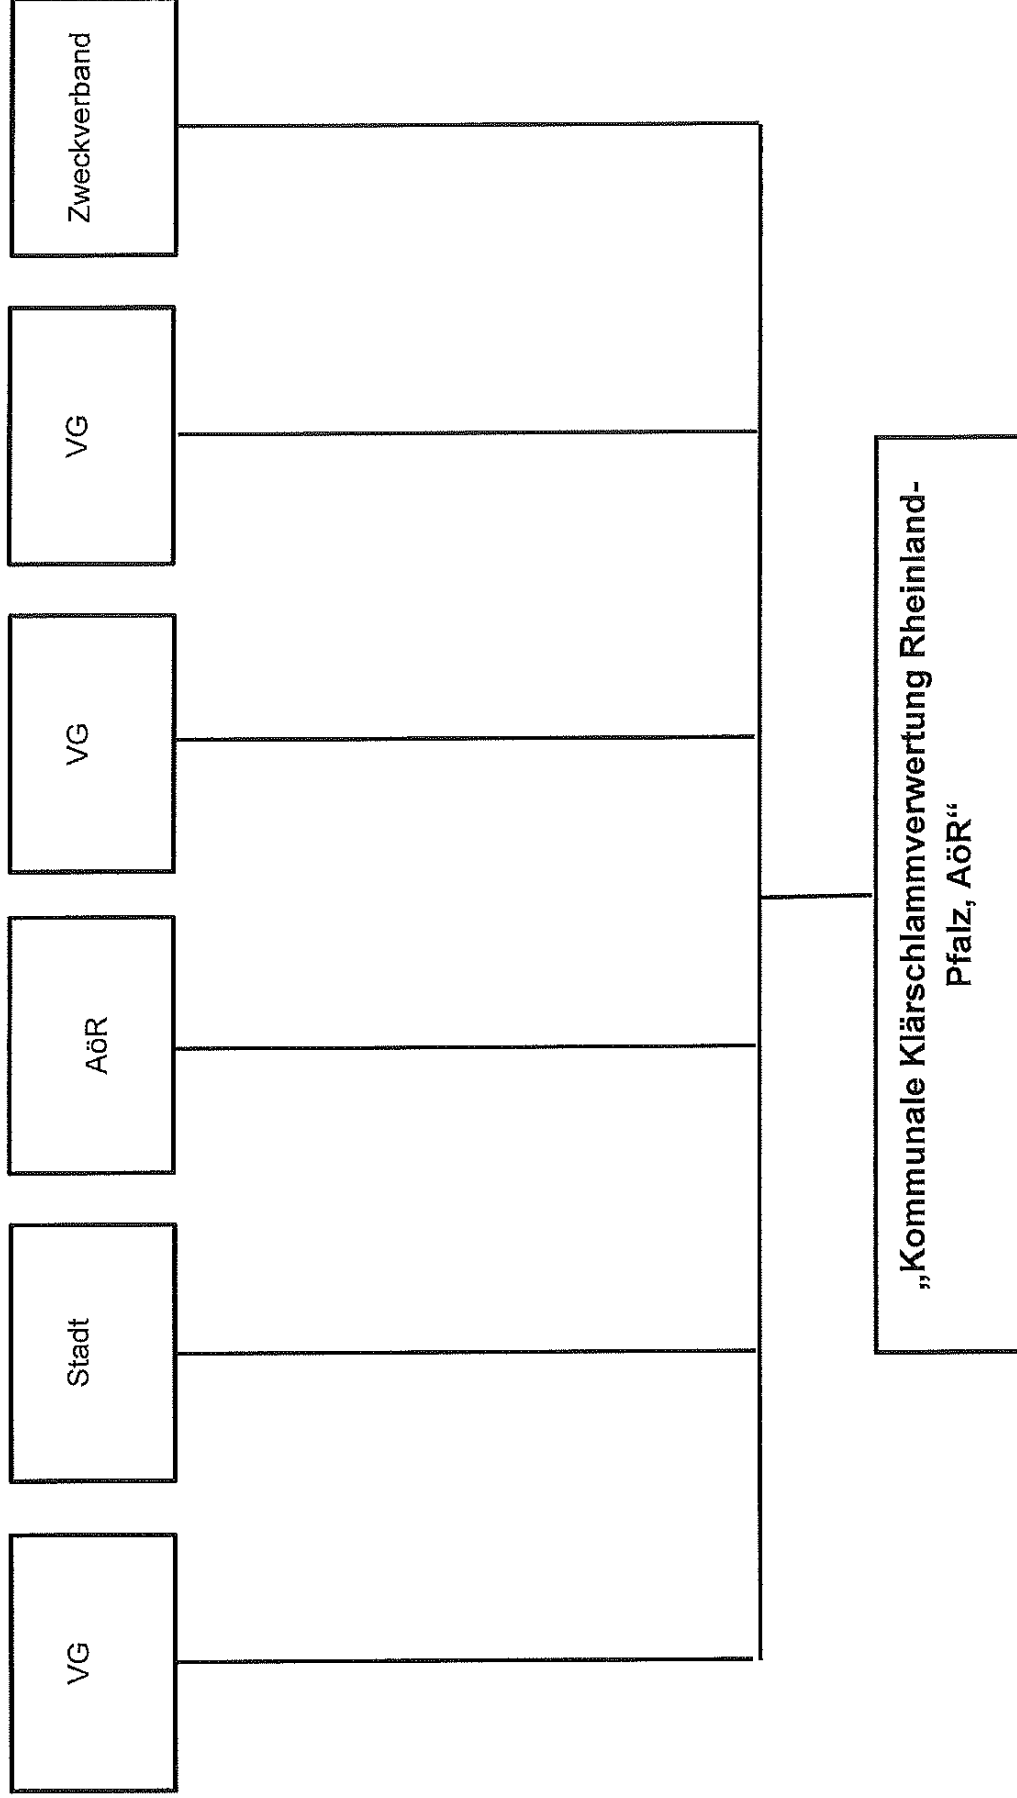 VG
Stadt
AöR
VG
VG
Zweckverband
„Kommunale Klärschlammverwertung Rheinland-
Pfalz, AöR“